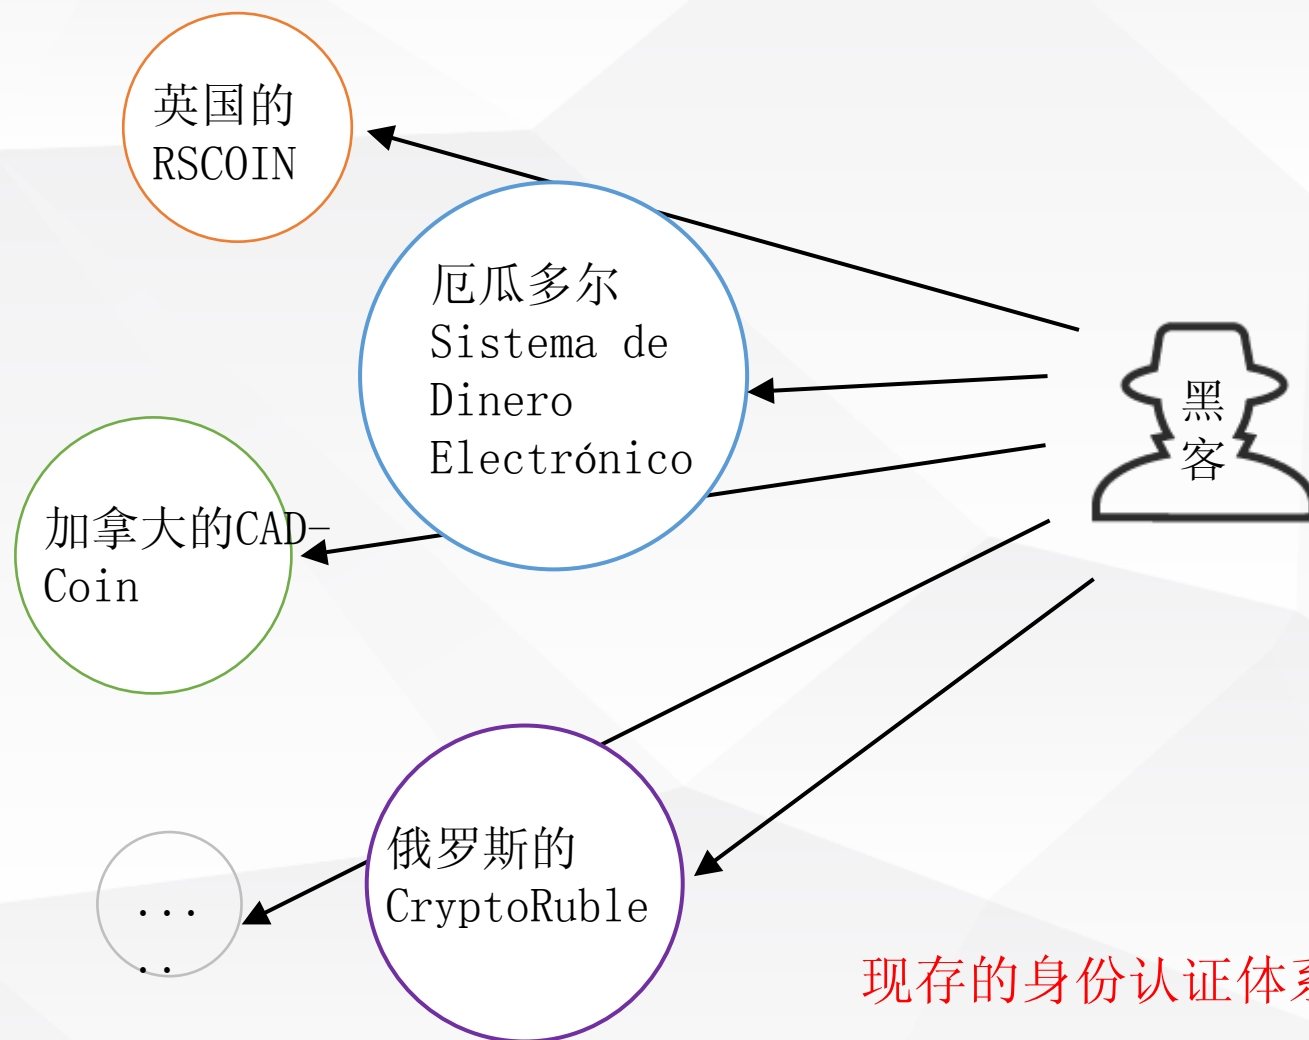 英国的
RSCOIN
厄瓜多尔
Sistema de
Dinero
Electrónico
黑
客
加拿大的CAD-
Coin
俄罗斯的
CryptoRuble
...
..
现存的身份认证体系